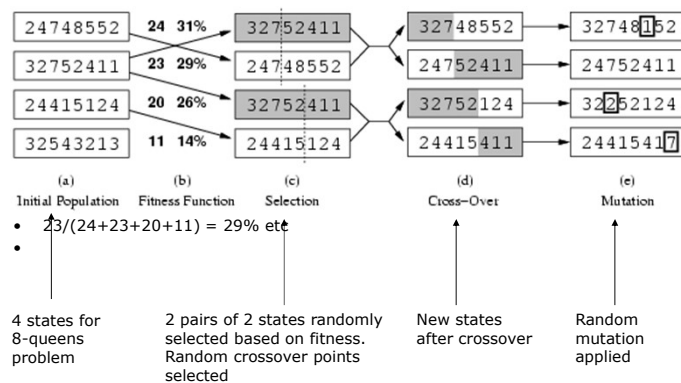 24748552 24 31% 32752411 32748552 32748152
32752411 23 29% 24748552 24752411 24752411
24415124 20 26% 32752411 32752124 32252124
32543213 11 14% 24415124 24415411 24415417
(a) (b) (c) (d) (e)
Initial Population Fitness Function Selection Cross-Over Mutation
• 23/(24+23+20+11) = 29% etc
•
4 states for
8-queens
problem
2 pairs of 2 states randomly
selected based on fitness.
Random crossover points
selected
New states
after crossover
Random
mutation
applied